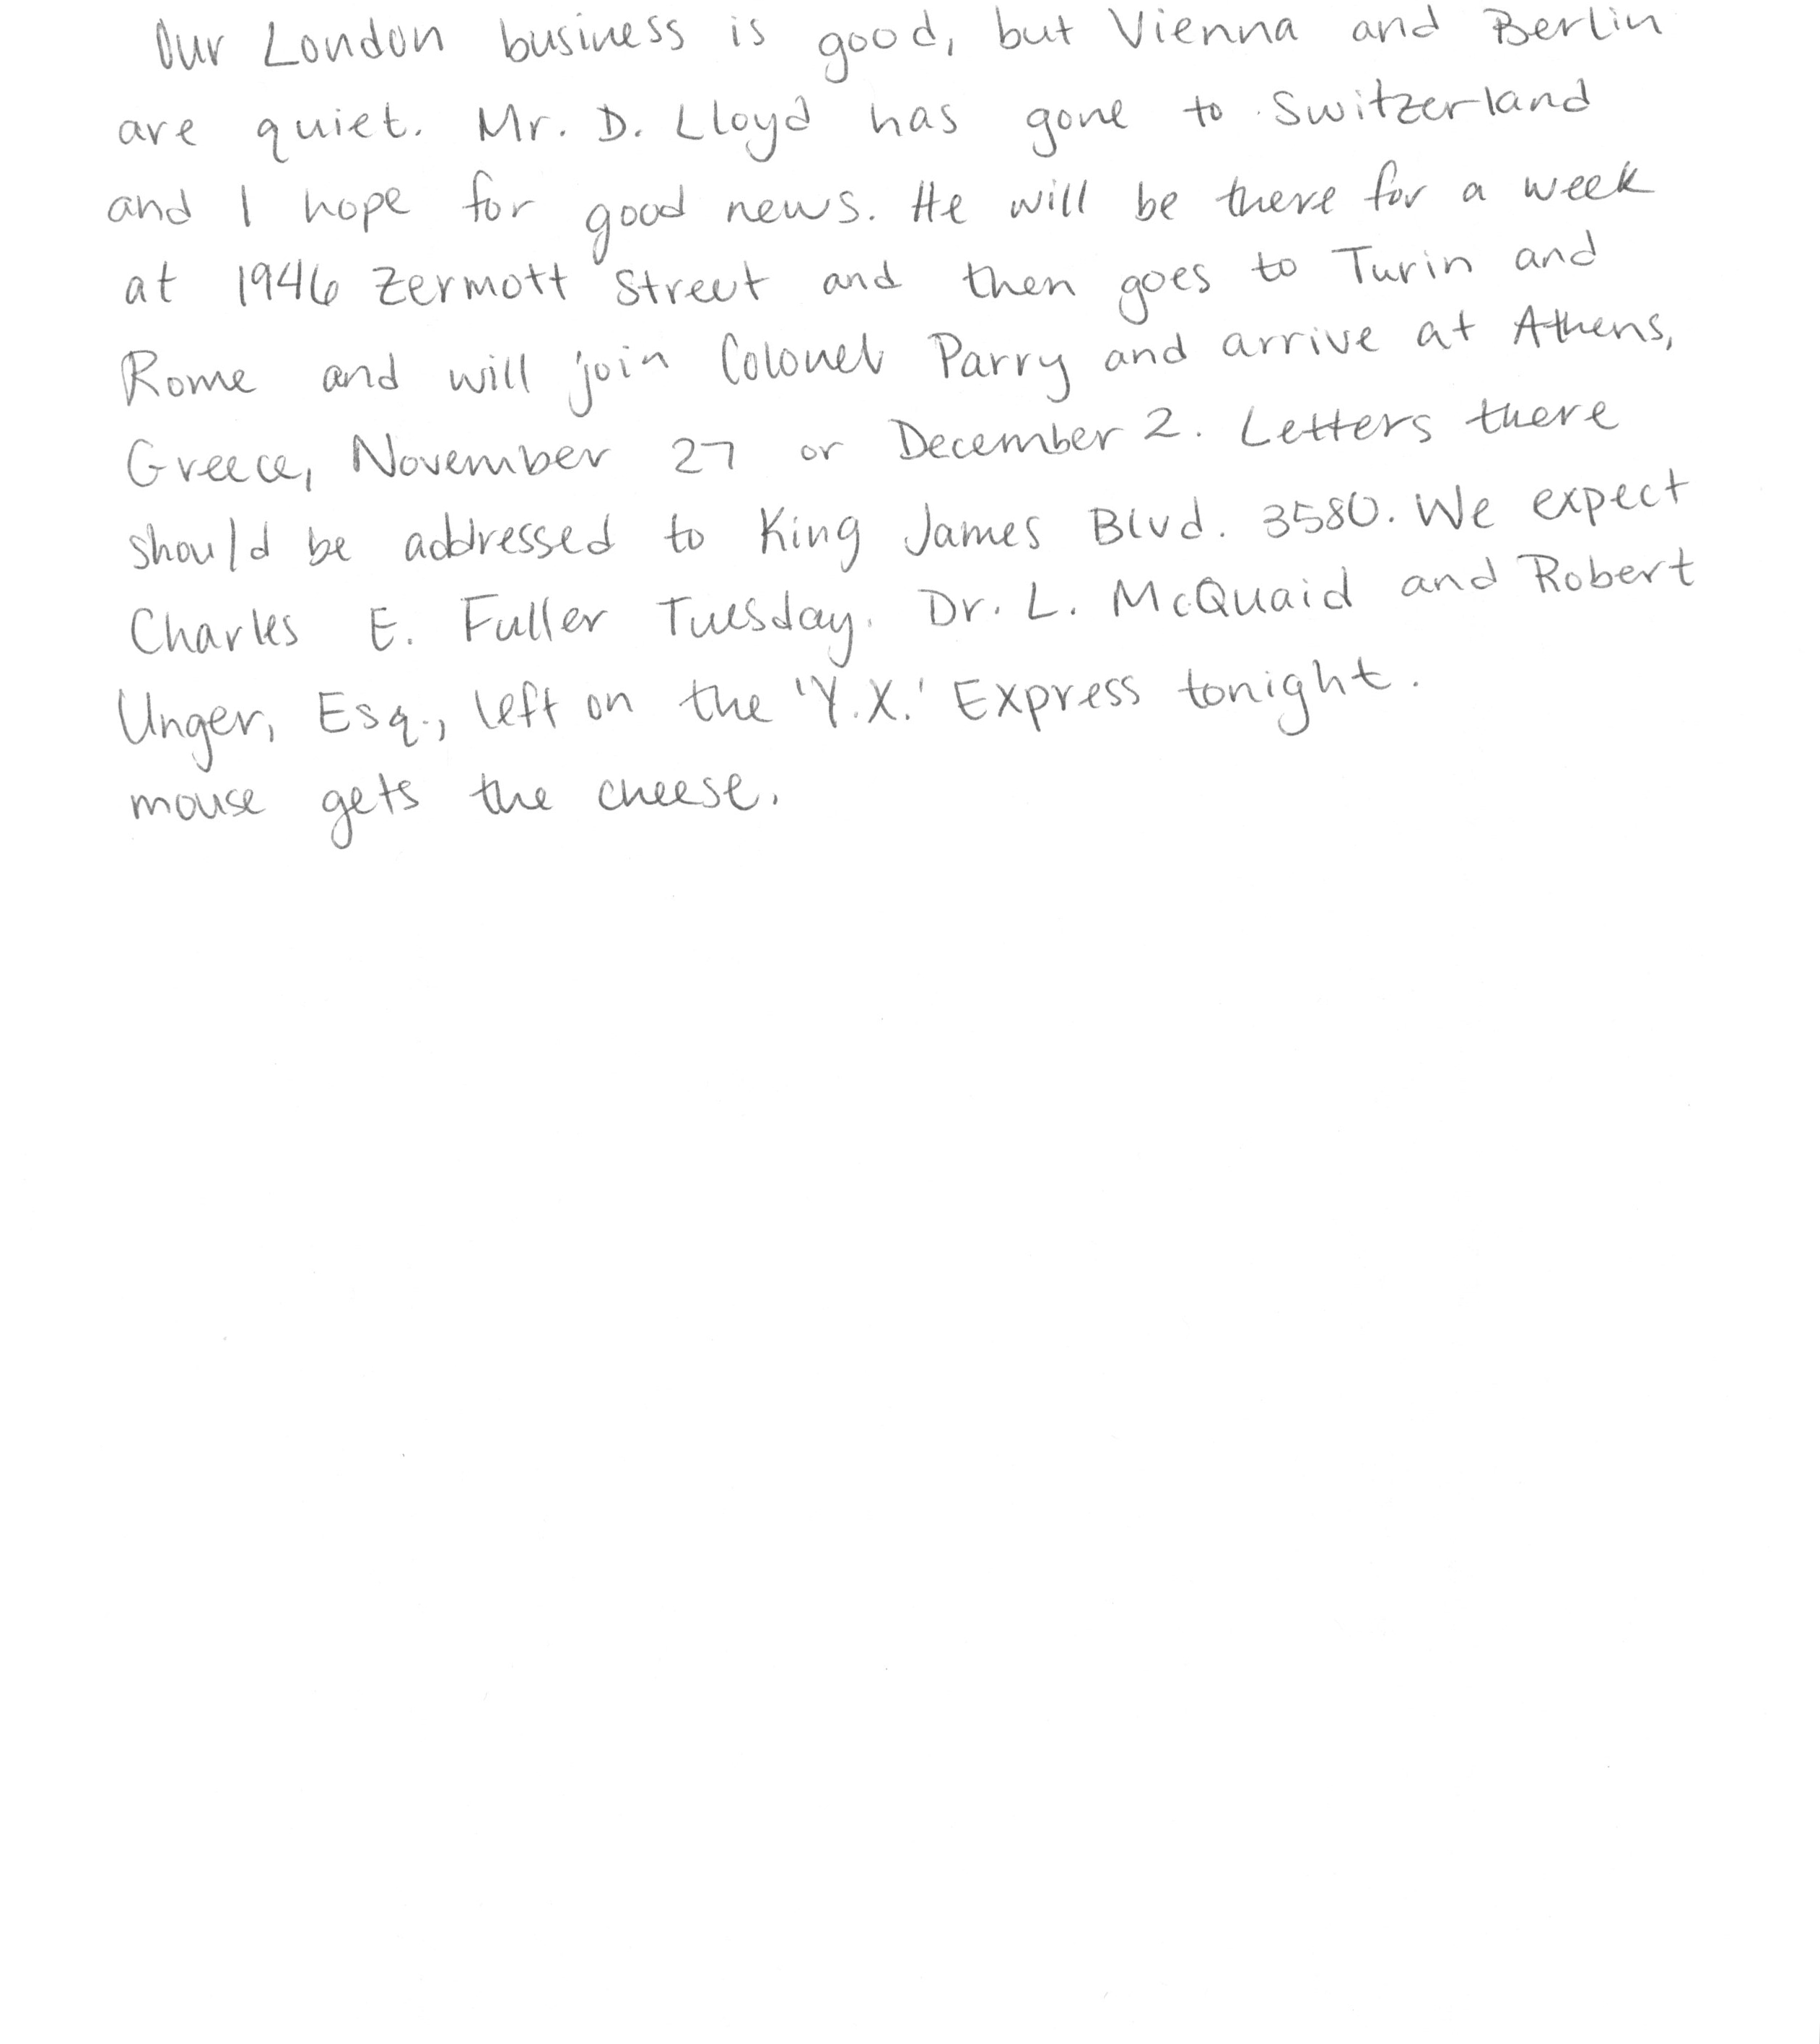 Our London business is good, but Vienna and Berlin
are quiet. Mr. D. Lloyd has gone to Switzerland
and I hope for good news. He will be there for a week
at 1946 Zermott Street and then goes to Turin and
Rome and will join Colonel Parry and arrive at Athens,
Greece, November 27 or December 2. Letters there
should be addressed to King James Blvd. 3580. We expect
Charles E. Fuller Tuesday. Dr. L. McQuaid and Robert
Unger, Esq., left on the 'Y.X.' Express tonight.
mouse gets the cheese.